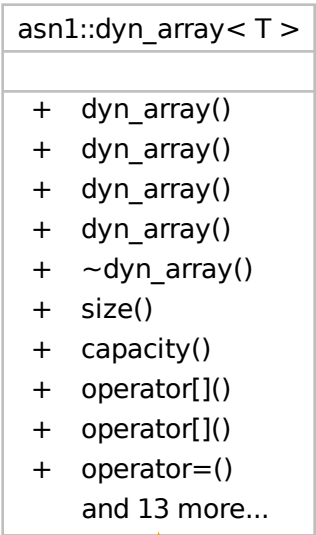 asn1::dyn_array< T >
+ dyn_array()
+ dyn_array()
+ dyn_array()
+ dyn_array()
+ ~dyn_array()
+ size()
+ capacity()
+ operator[]()
+ operator[]()
+ operator=()
and 13 more...